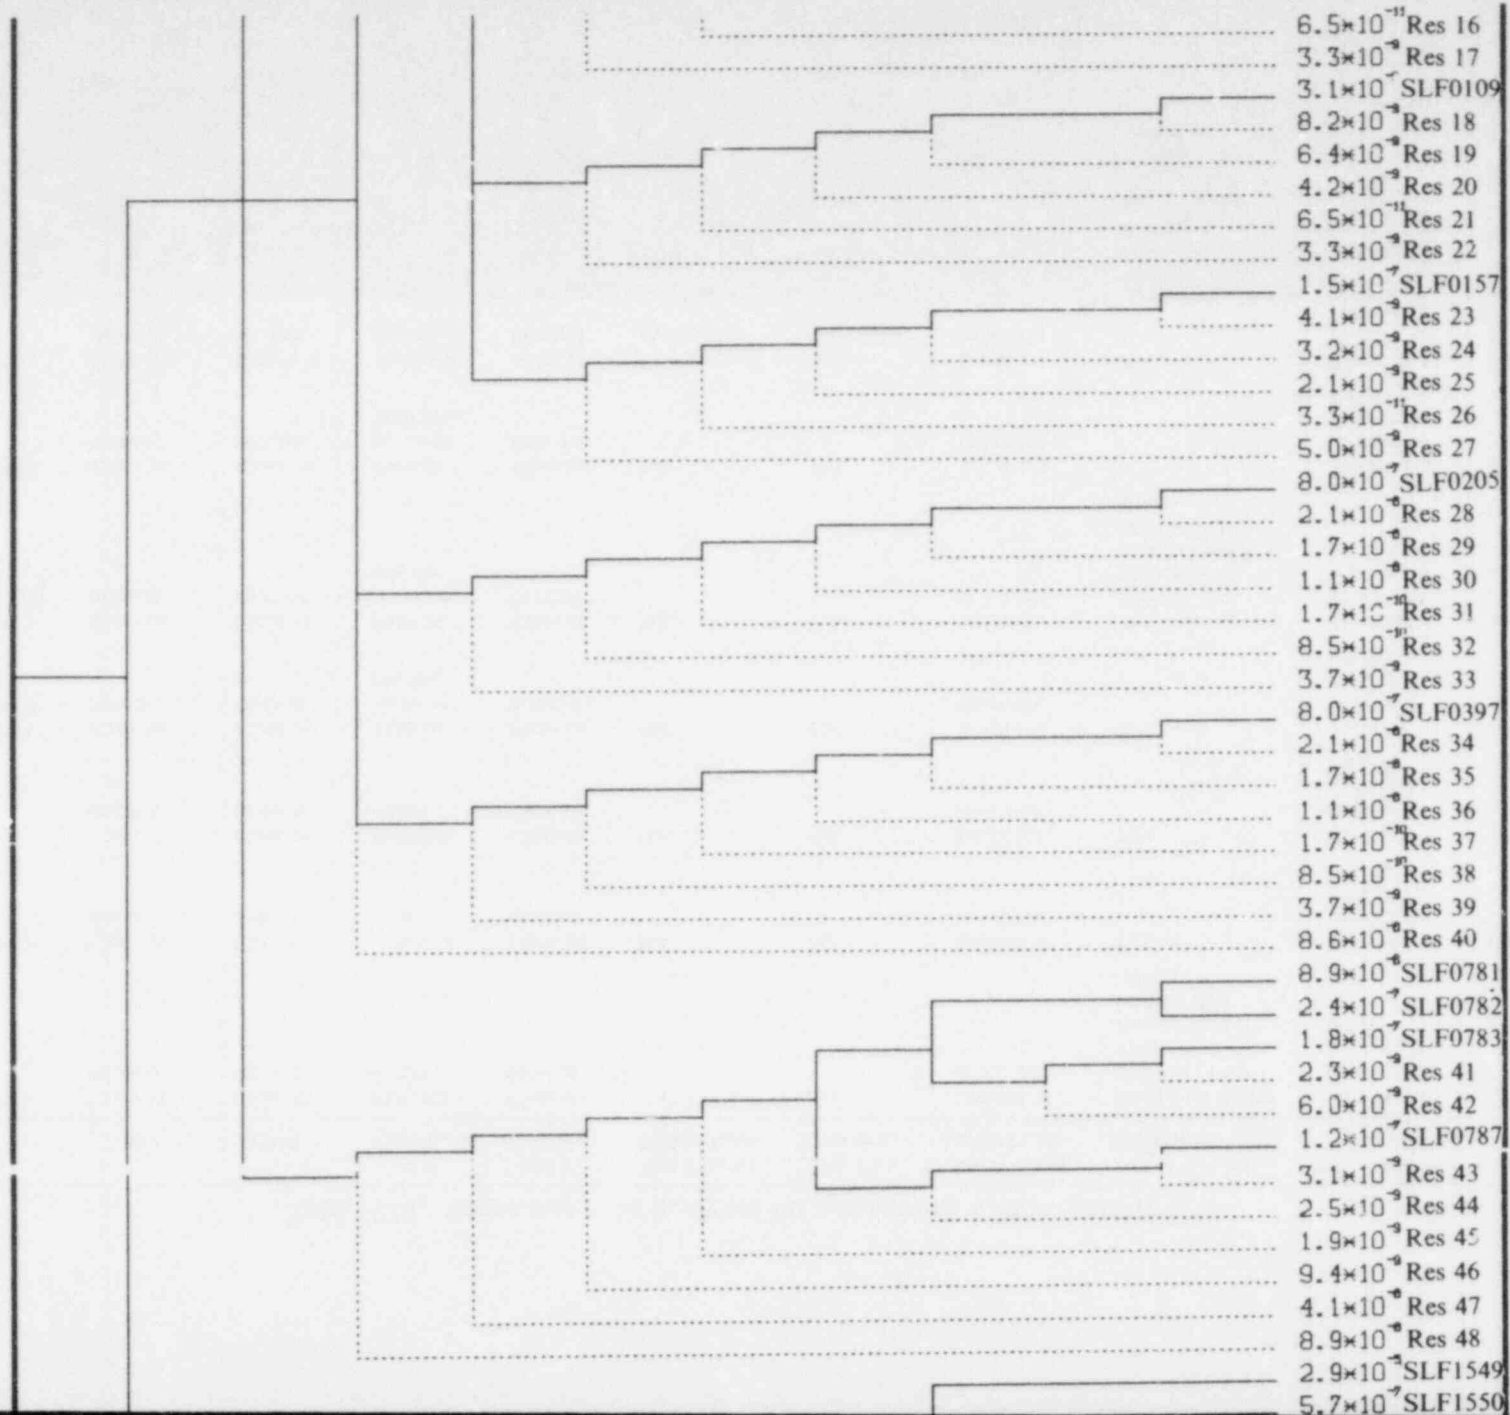 6.5×10⁻¹¹ Res 16
3.3×10⁻⁹ Res 17
3.1×10 SLF0109
8.2×10⁻⁹ Res 18
6.4×10⁻⁹ Res 19
4.2×10⁻⁹ Res 20
6.5×10⁻¹¹ Res 21
3.3×10⁻⁹ Res 22
1.5×10⁻⁷ SLF0157
4.1×10⁻⁹ Res 23
3.2×10⁻⁹ Res 24
2.1×10⁻⁹ Res 25
3.3×10⁻¹¹ Res 26
5.0×10⁻⁹ Res 27
8.0×10⁻⁷ SLF0205
2.1×10⁻⁸ Res 28
1.7×10⁻⁸ Res 29
1.1×10⁻⁸ Res 30
1.7×10⁻¹⁰ Res 31
8.5×10⁻¹⁰ Res 32
3.7×10⁻⁹ Res 33
8.0×10⁻⁷ SLF0397
2.1×10⁻⁸ Res 34
1.7×10⁻⁸ Res 35
1.1×10⁻⁸ Res 36
1.7×10⁻¹⁰ Res 37
8.5×10⁻¹⁰ Res 38
3.7×10⁻⁹ Res 39
8.6×10⁻⁸ Res 40
8.9×10⁻⁶ SLF0781
2.4×10⁻⁷ SLF0782
1.8×10⁻⁷ SLF0783
2.3×10⁻⁹ Res 41
6.0×10⁻⁹ Res 42
1.2×10⁻⁷ SLF0787
3.1×10⁻⁹ Res 43
2.5×10⁻⁹ Res 44
1.9×10⁻⁹ Res 45
9.4×10⁻⁹ Res 46
4.1×10⁻⁸ Res 47
8.9×10⁻⁸ Res 48
2.9×10⁻⁵ SLF1549
5.7×10⁻⁷ SLF1550